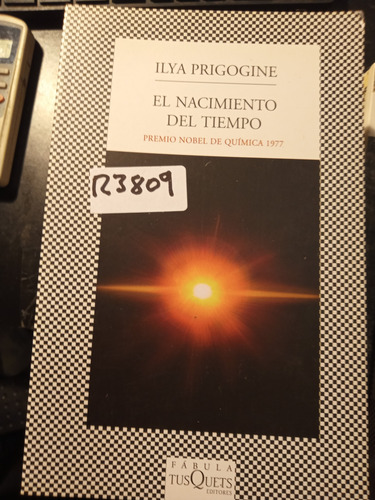 ILYA PRIGOGINE
EL NACIMIENTO
DEL TIEMPO
PREMIO NOBEL DE QUÍMICA 1977
R3809
FÁBULA
TUSQUETS
EDITORES